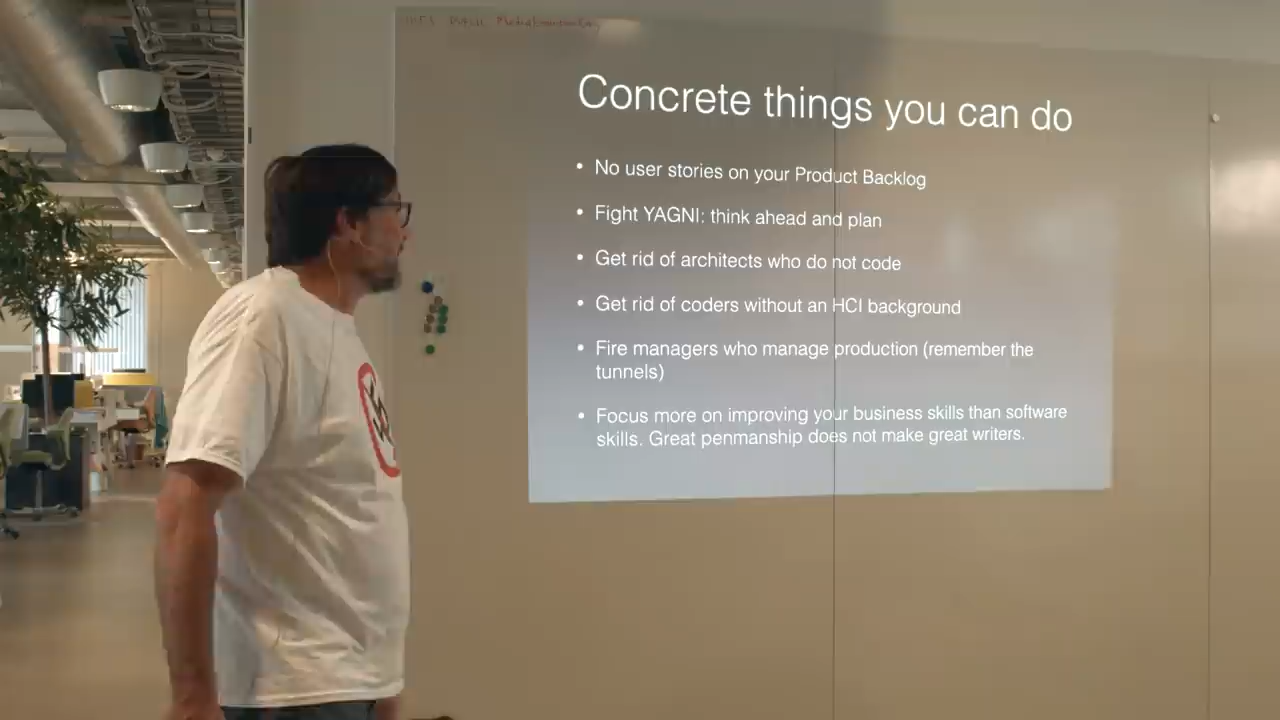 Concrete things you can do
• No user stories on your Product Backlog
• Fight YAGNI: think ahead and plan
• Get rid of architects who do not code
• Get rid of coders without an HCI background
• Fire managers who manage production (remember the
tunnels)
• Focus more on improving your business skills than software
skills. Great penmanship does not make great writers.